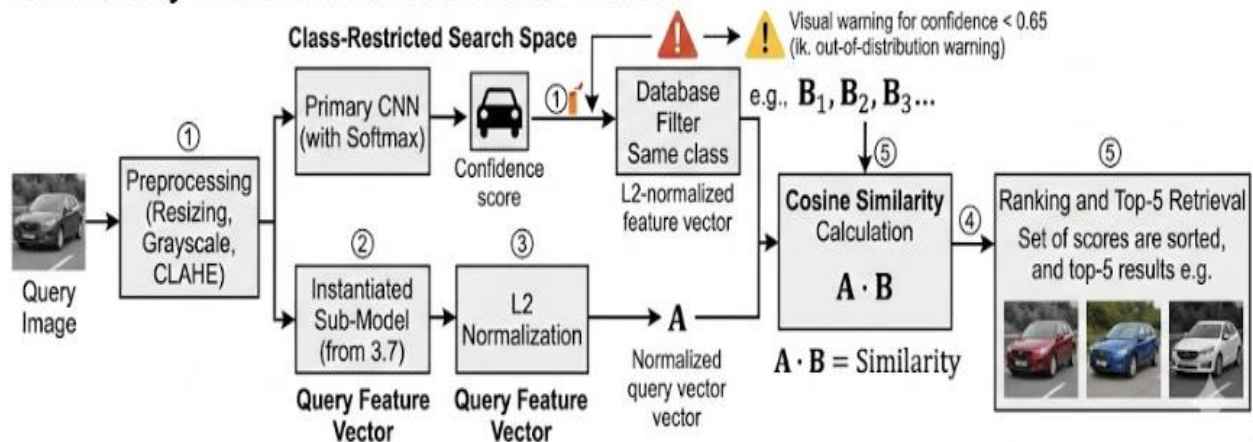 Class-Restricted Search Space
Visual warning for confidence < 0.65
(ik. out-of-distribution warning)
①
Preprocessing
(Resizing,
Grayscale,
CLAHE)
Query
Image
Primary CNN
(with Softmax)
Confidence
score
①
Database
Filter
Same class
L2-normalized
feature vector
e.g., B₁, B₂, B₃...
②
Instantiated
Sub-Model
(from 3.7)
Query Feature
Vector
③
L2
Normalization
Query Feature
Vector
A
Normalized
query vector
vector
⑤
Cosine Similarity
Calculation
A · B
A · B = Similarity
④
⑤
Ranking and Top-5 Retrieval
Set of scores are sorted,
and top-5 results e.g.